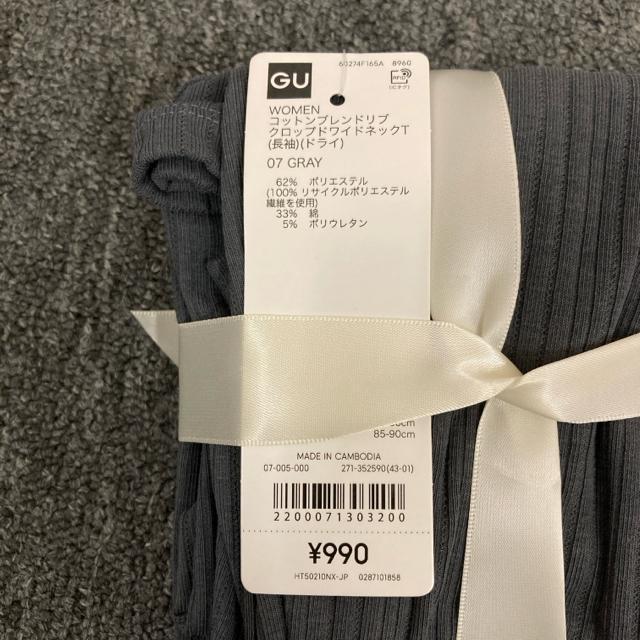 60274F165A 8960
GU
RFID
(ICタグ)
WOMEN
コットンブレンドリブ
クロップドワイドネックT
(長袖)(ドライ)
07 GRAY
62% ポリエステル
(100% リサイクルポリエステル
繊維を使用)
33% 綿
5% ポリウレタン
85-90cm
MADE IN CAMBODIA
07-005-000 271-352590(43-01)
2200071303200
¥990
HT50210NX-JP 0287101858